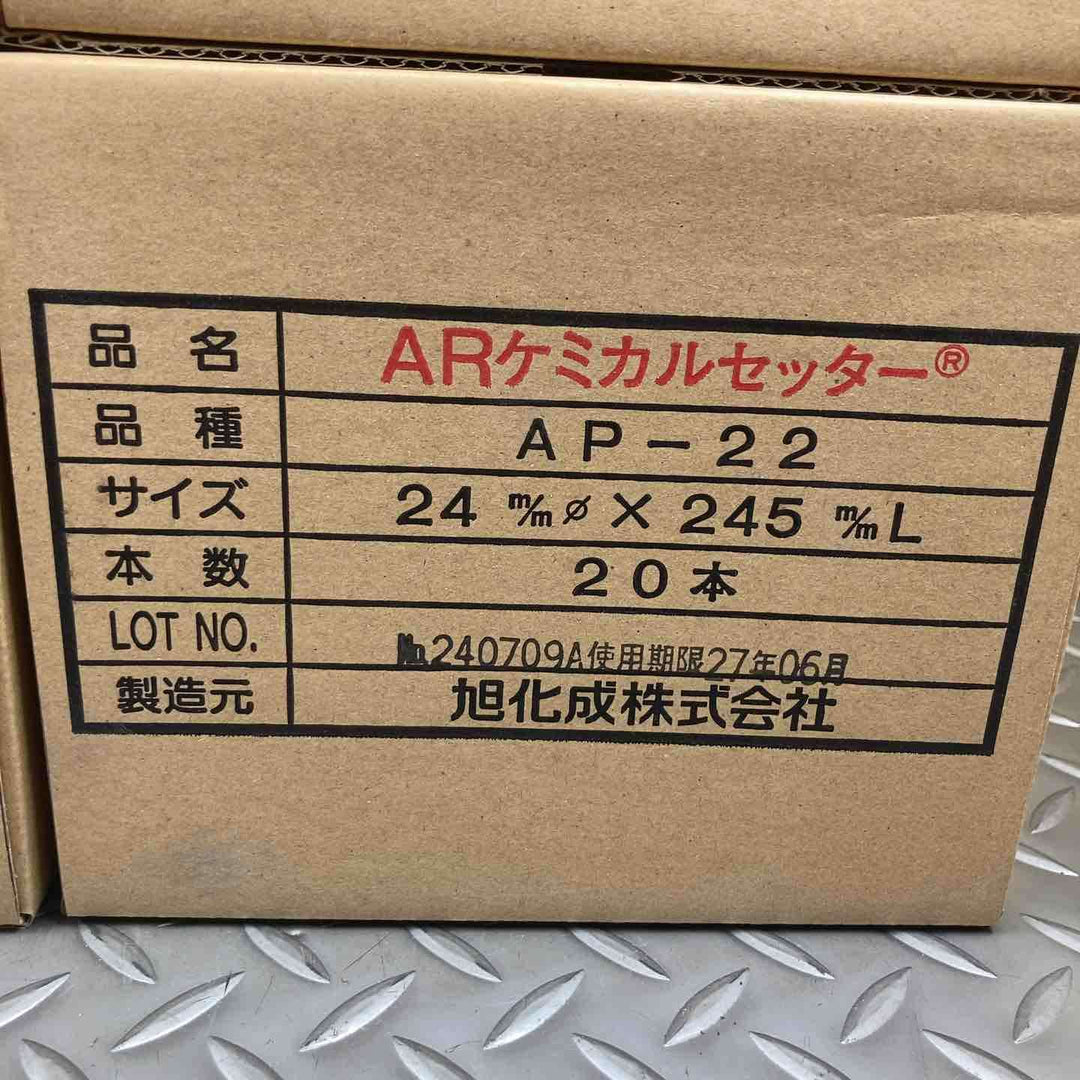 品名 ARケミカルセッター®
品種 AP-22
サイズ 24 m/m ø × 245 m/m L
本数 20本
LOT NO. 240709A使用期限27年06月
製造元 旭化成株式会社